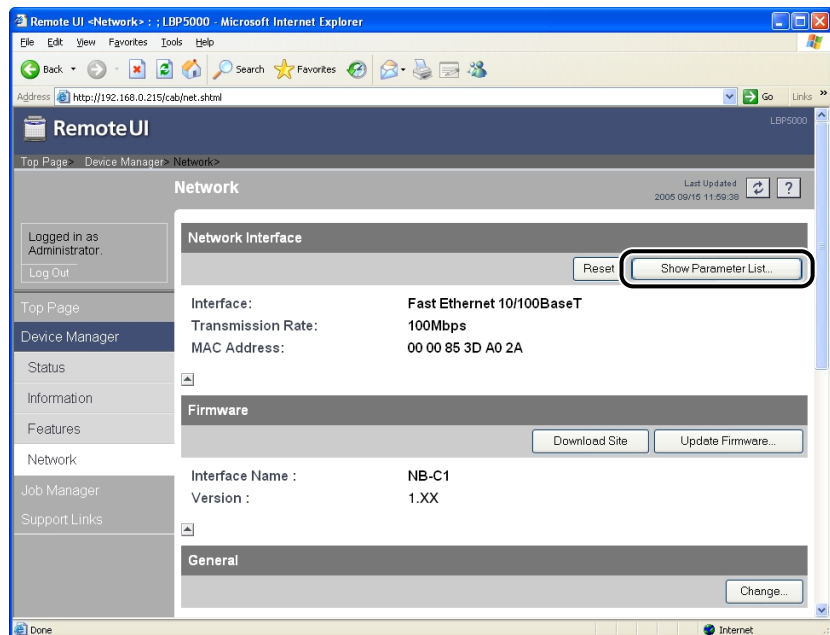 Remote UI <Network> : ; LBP5000 - Microsoft Internet Explorer
File Edit View Favorites Tools Help
Back Search Favorites
Address http://192.168.0.215/cab/net.shtml Go Links »
RemoteUI LBP5000
Top Page> Device Manager> Network>
Network Last Updated
2005 09/15 11:59:38 ?
Logged in as
Administrator.
Log Out
Top Page
Device Manager
Status
Information
Features
Network
Job Manager
Support Links
Network Interface
Reset Show Parameter List...
Interface: Fast Ethernet 10/100BaseT
Transmission Rate: 100Mbps
MAC Address: 00 00 85 3D A0 2A
Firmware
Download Site Update Firmware...
Interface Name : NB-C1
Version : 1.XX
General
Change...
Done Internet